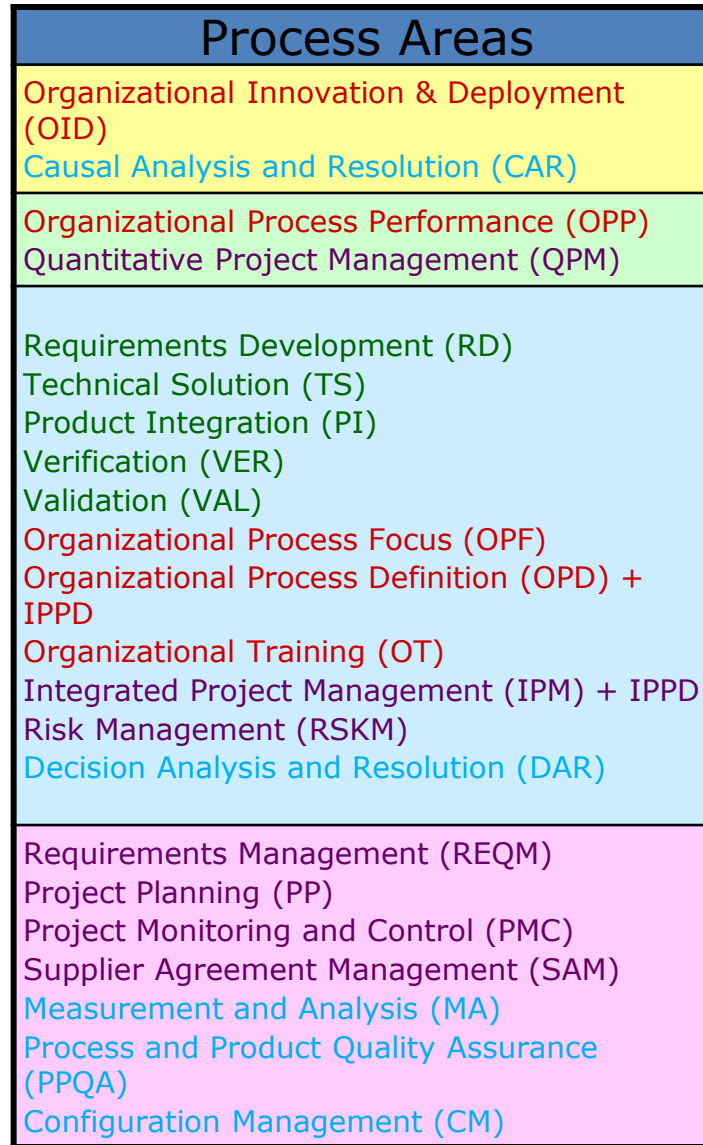 Process Areas
Organizational Innovation & Deployment
(OID)
Causal Analysis and Resolution (CAR)
Organizational Process Performance (OPP)
Quantitative Project Management (QPM)
Requirements Development (RD)
Technical Solution (TS)
Product Integration (PI)
Verification (VER)
Validation (VAL)
Organizational Process Focus (OPF)
Organizational Process Definition (OPD) +
IPPD
Organizational Training (OT)
Integrated Project Management (IPM) + IPPD
Risk Management (RSKM)
Decision Analysis and Resolution (DAR)
Requirements Management (REQM)
Project Planning (PP)
Project Monitoring and Control (PMC)
Supplier Agreement Management (SAM)
Measurement and Analysis (MA)
Process and Product Quality Assurance
(PPQA)
Configuration Management (CM)